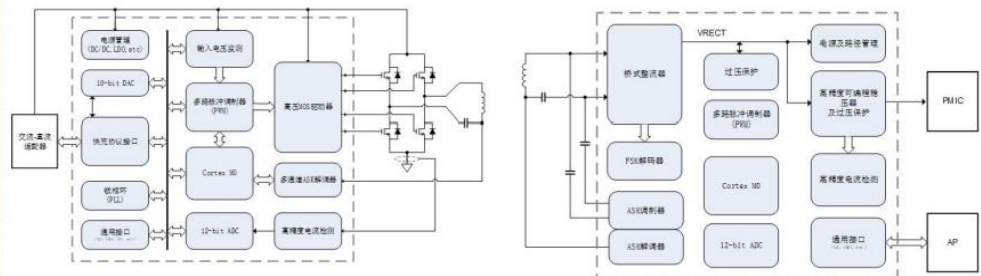 电源管理
(DC/DC, LDO, etc)
10-bit DAC
快充协议接口
锁相环
(PLL)
通用接口
交流-直流
适配器
输入电压监测
多路脉冲调制器
(PWM)
Cortex M0
12-bit ADC
高压MOS驱动器
多通道ASK解调器
高精度电流检测
桥式整流器
VRECT
FSK解码器
ASK调制器
ASK解调器
过压保护
多路脉冲调制器
(PWM)
Cortex M0
12-bit ADC
电源及路径管理
高精度可编程稳
压器
及过压保护
高精度电流检测
通用接口
PMIC
AP